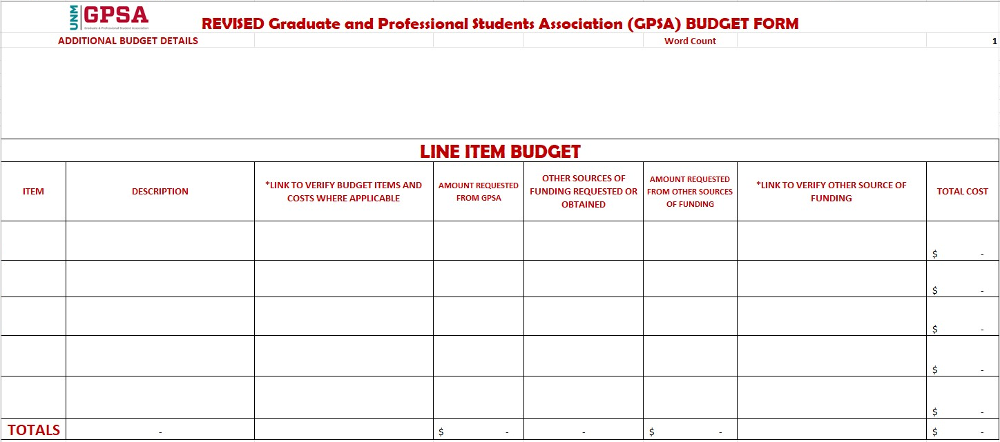 UNM GPSA
Graduate & Professional Student Association
REVISED Graduate and Professional Students Association (GPSA) BUDGET FORM
ADDITIONAL BUDGET DETAILS Word Count 1
LINE ITEM BUDGET
ITEM
DESCRIPTION
*LINK TO VERIFY BUDGET ITEMS AND
COSTS WHERE APPLICABLE
AMOUNT REQUESTED
FROM GPSA
OTHER SOURCES OF
FUNDING REQUESTED OR
OBTAINED
AMOUNT REQUESTED
FROM OTHER SOURCES
OF FUNDING
*LINK TO VERIFY OTHER SOURCE OF
FUNDING
TOTAL COST
$ -
$ -
$ -
$ -
$ -
TOTALS - $ - - $ - $ -